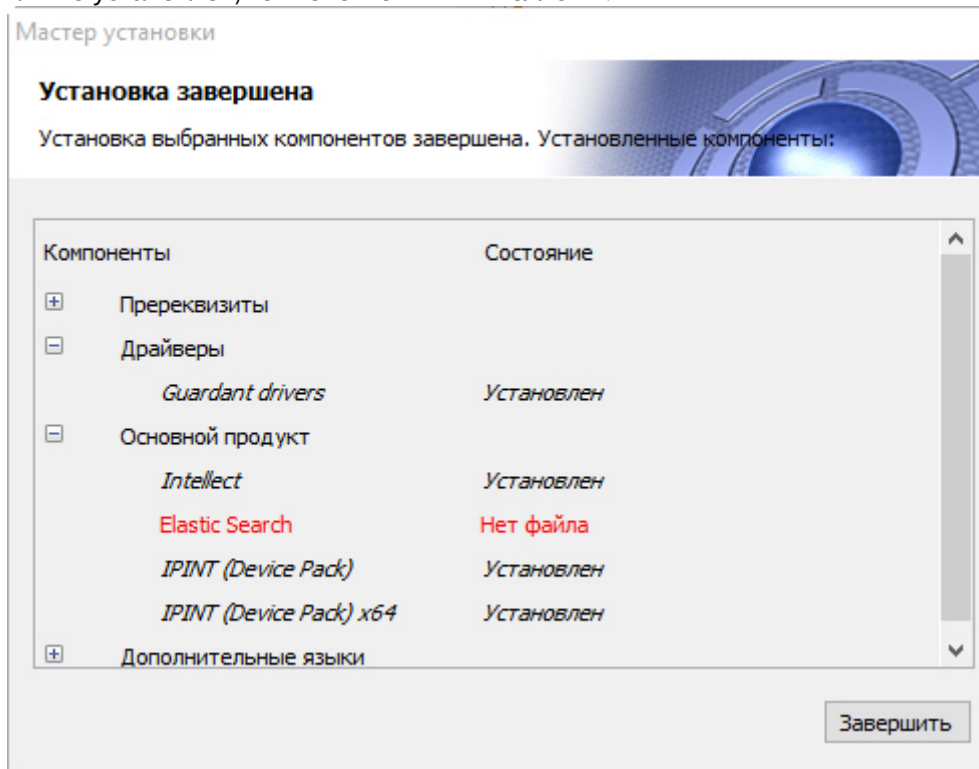 Мастер установки
Установка завершена
Установка выбранных компонентов завершена. Установленные компоненты:
Компоненты Состояние
Пререквизиты
Драйверы
Guardant drivers Установлен
Основной продукт
Intellect Установлен
Elastic Search Нет файла
IPINT (Device Pack) Установлен
IPINT (Device Pack) x64 Установлен
Дополнительные языки
Завершить